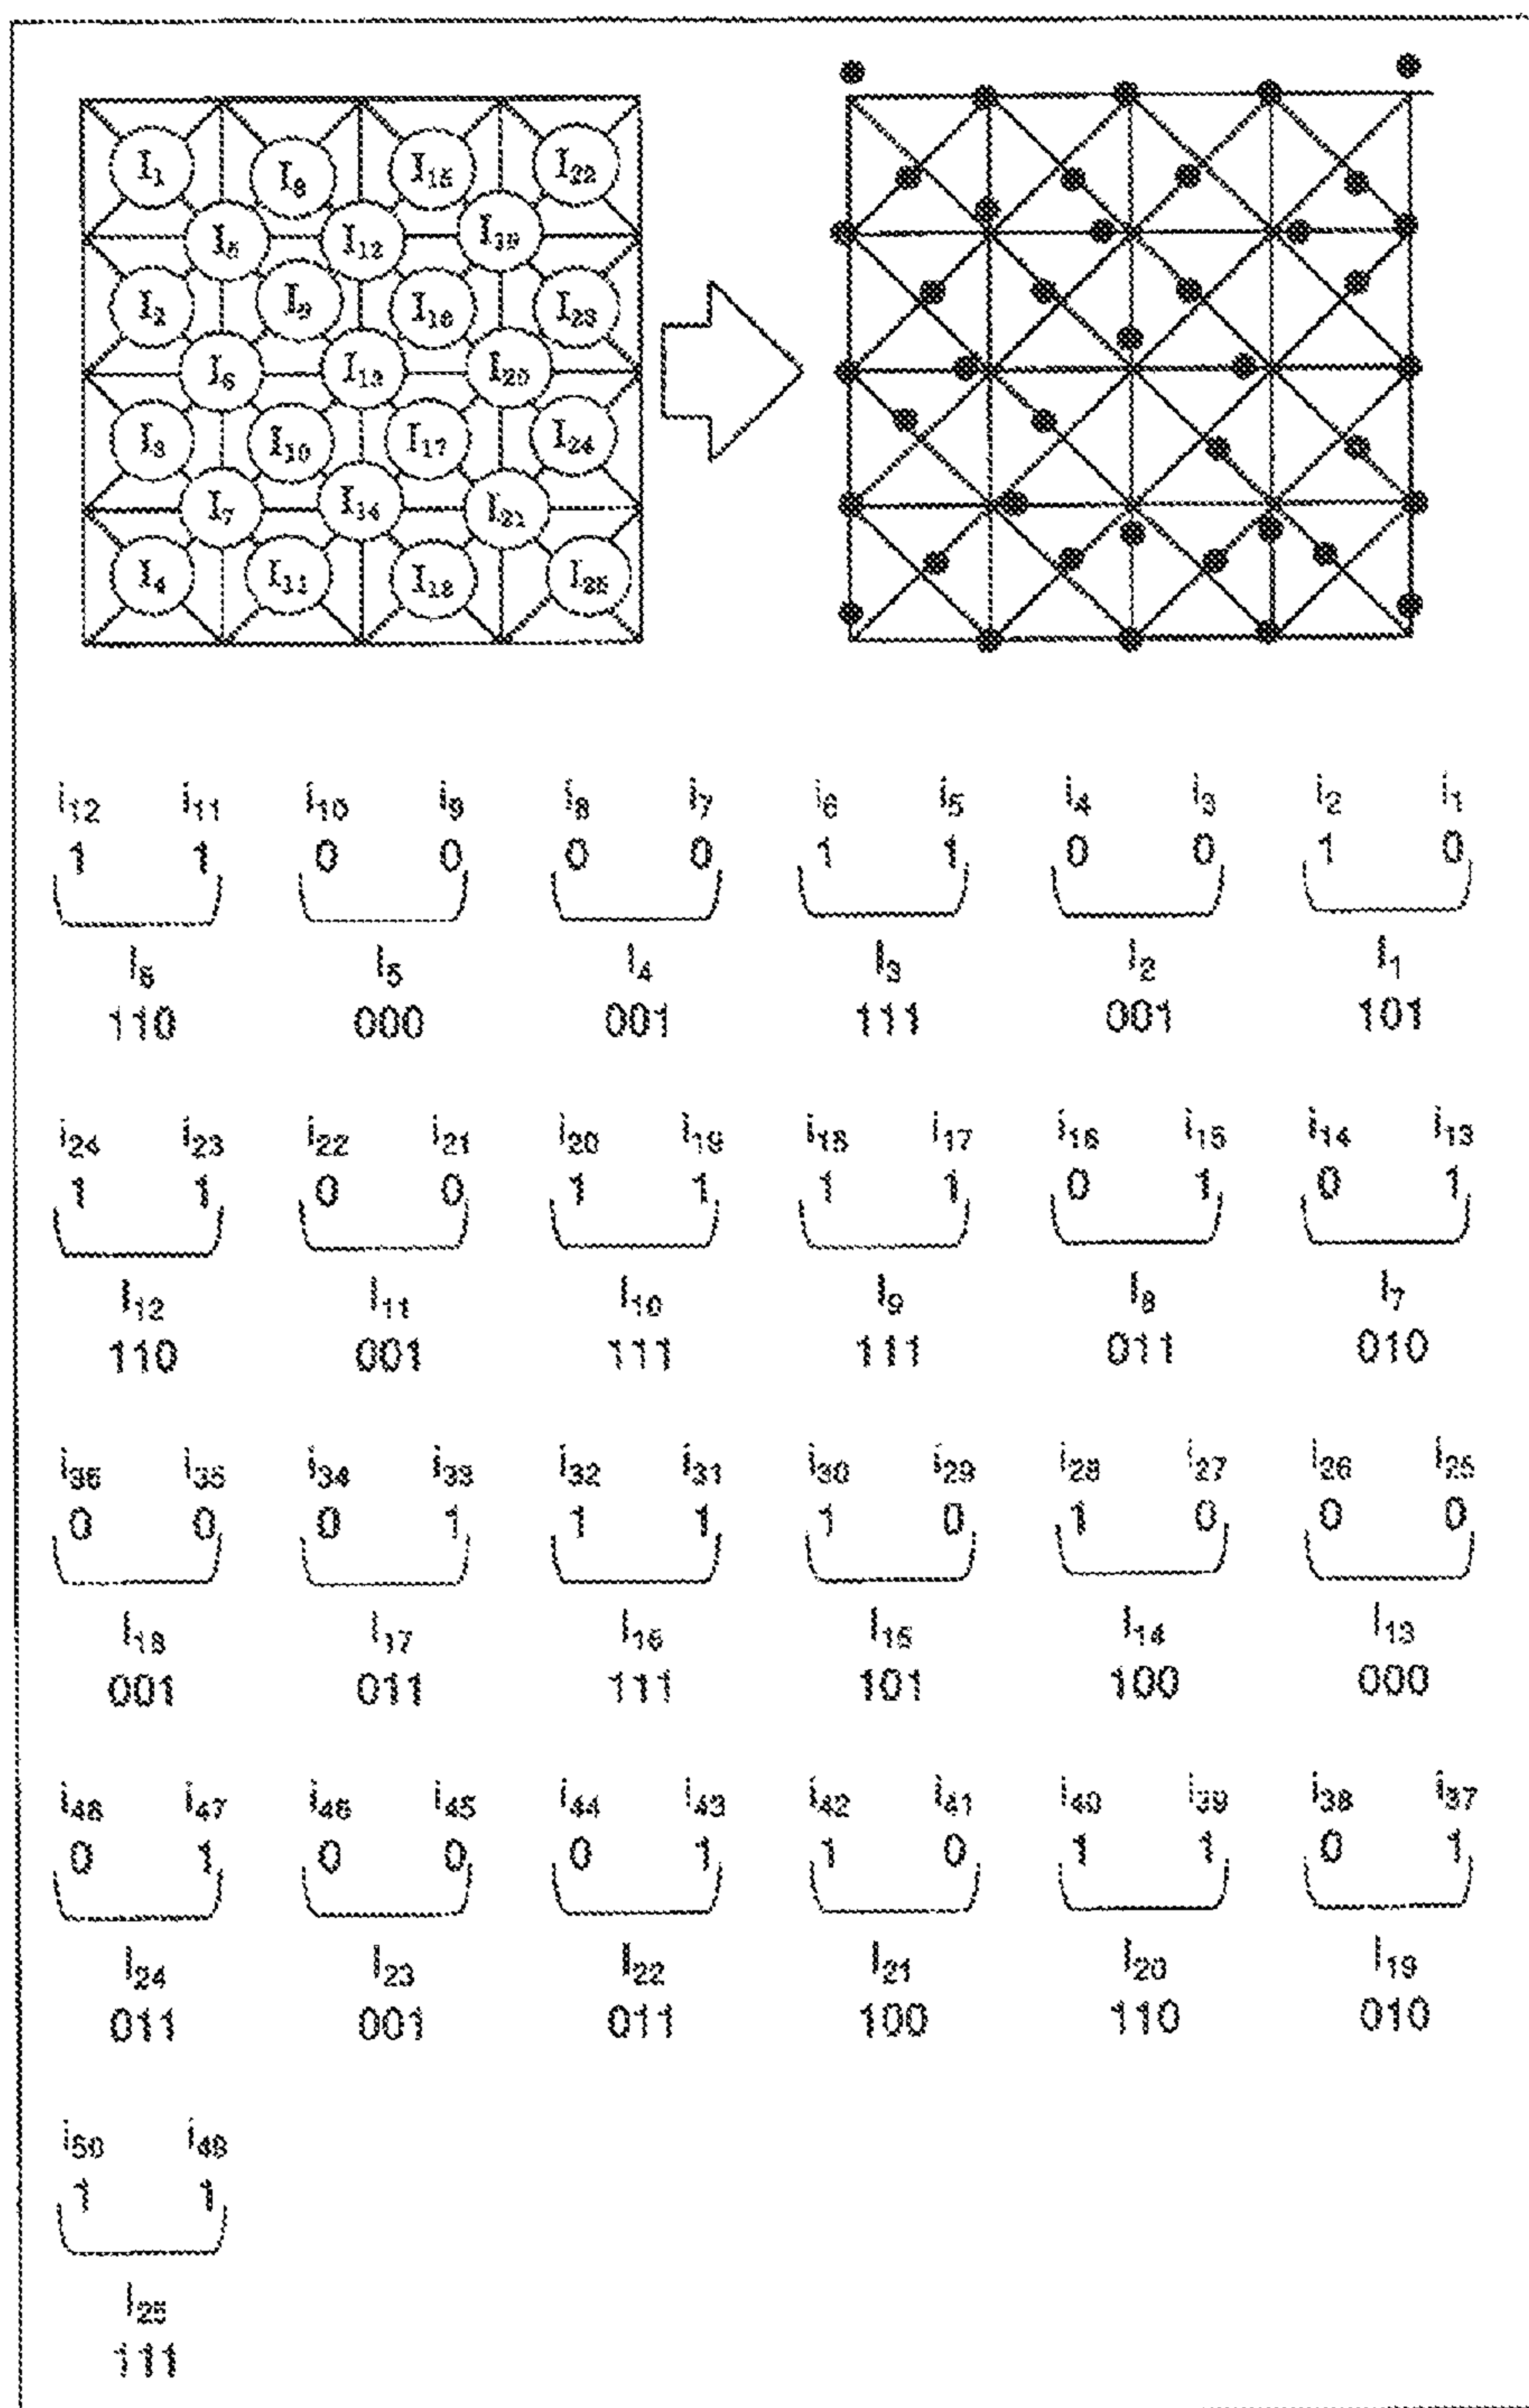 I₁ I₈ I₁₅ I₂₂
I₅ I₁₂ I₁₉
I₂ I₉ I₁₆ I₂₃
I₆ I₁₃ I₂₀
I₃ I₁₀ I₁₇ I₂₄
I₇ I₁₄ I₂₁
I₄ I₁₁ I₁₈ I₂₅
i₁₂ i₁₁ i₁₀ i₉ i₈ i₇ i₆ i₅ i₄ i₃ i₂ i₁
1 1 0 0 0 0 1 1 0 0 1 0
I₆ I₅ I₄ I₃ I₂ I₁
110 000 001 111 001 101
i₂₄ i₂₃ i₂₂ i₂₁ i₂₀ i₁₉ i₁₈ i₁₇ i₁₆ i₁₅ i₁₄ i₁₃
1 1 0 0 1 1 1 1 0 1 0 1
I₁₂ I₁₁ I₁₀ I₉ I₈ I₇
110 001 111 111 011 010
i₃₆ i₃₅ i₃₄ i₃₃ i₃₂ i₃₁ i₃₀ i₂₉ i₂₈ i₂₇ i₂₆ i₂₅
0 0 0 1 1 1 1 0 1 0 0 0
I₁₈ I₁₇ I₁₆ I₁₅ I₁₄ I₁₃
001 011 111 101 100 000
i₄₈ i₄₇ i₄₆ i₄₅ i₄₄ i₄₃ i₄₂ i₄₁ i₄₀ i₃₉ i₃₈ i₃₇
0 1 0 0 0 1 1 0 1 1 0 1
I₂₄ I₂₃ I₂₂ I₂₁ I₂₀ I₁₉
011 001 011 100 110 010
i₅₀ i₄₉
1 1
I₂₅
111